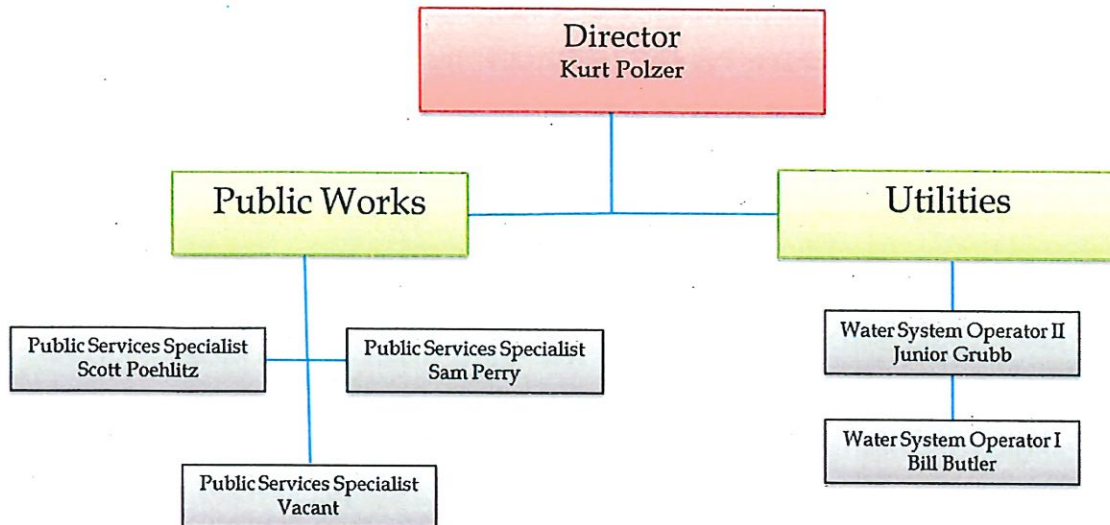 Director
Kurt Polzer
Public Works
Utilities
Public Services Specialist
Scott Poehlitz
Public Services Specialist
Sam Perry
Water System Operator II
Junior Grubb
Water System Operator I
Bill Butler
Public Services Specialist
Vacant